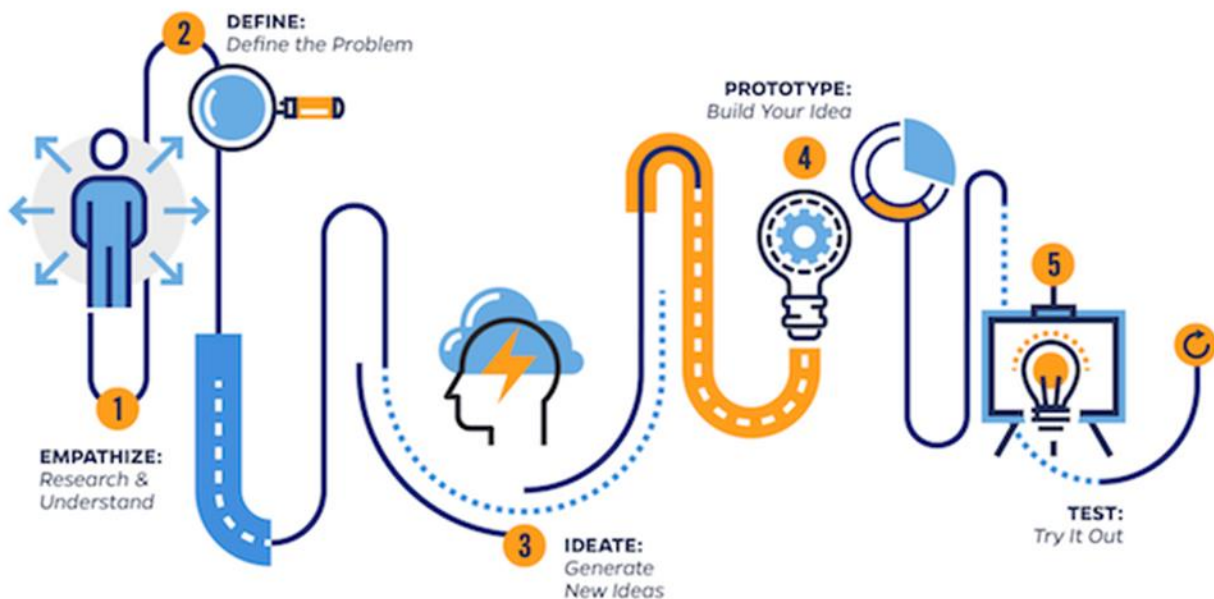 2
DEFINE:
Define the Problem
1
EMPATHIZE:
Research &
Understand
3
IDEATE:
Generate
New Ideas
PROTOTYPE:
Build Your Idea
4
5
TEST:
Try It Out